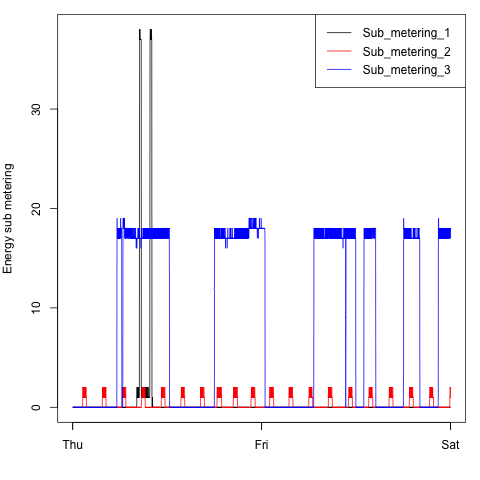 Sub_metering_1
Sub_metering_2
Sub_metering_3
Energy sub metering
30
20
10
0
Thu Fri Sat